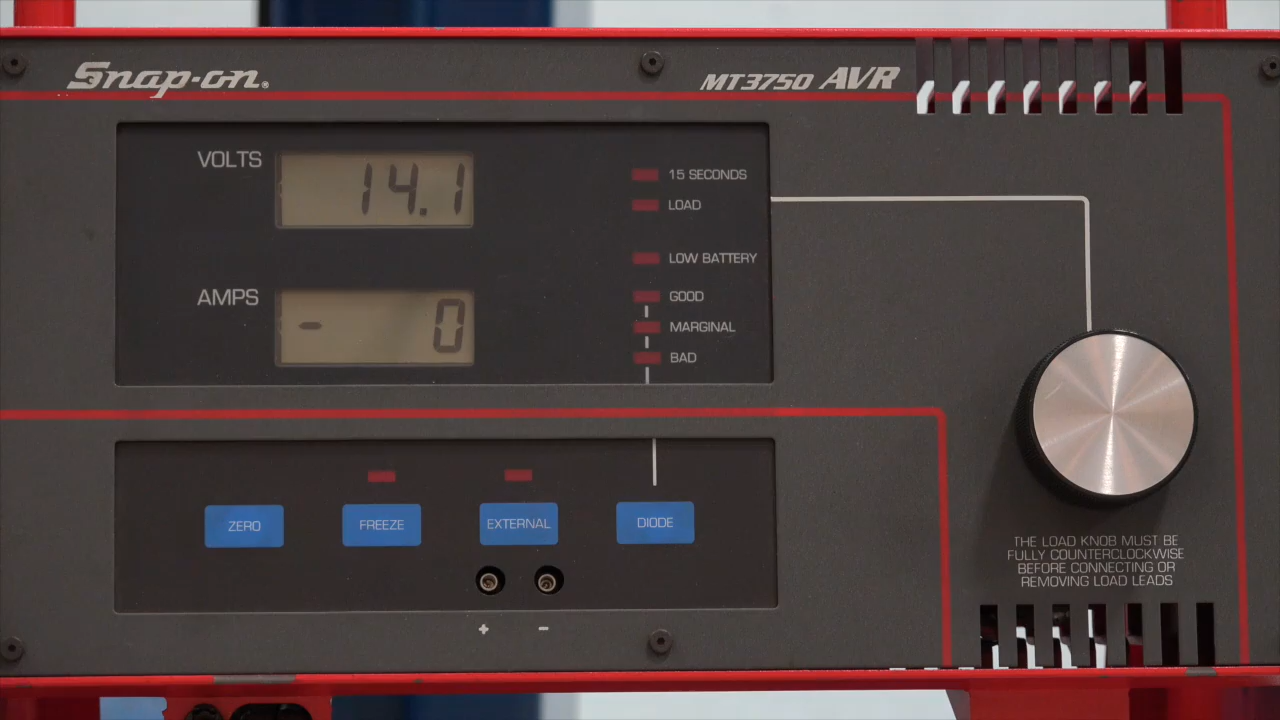 Snap-on®
MT3750 AVR
VOLTS
14.1
AMPS
- 0
15 SECONDS
LOAD
LOW BATTERY
GOOD
MARGINAL
BAD
ZERO
FREEZE
EXTERNAL
DIODE
+ -
THE LOAD KNOB MUST BE
FULLY COUNTERCLOCKWISE
BEFORE CONNECTING OR
REMOVING LOAD LEADS